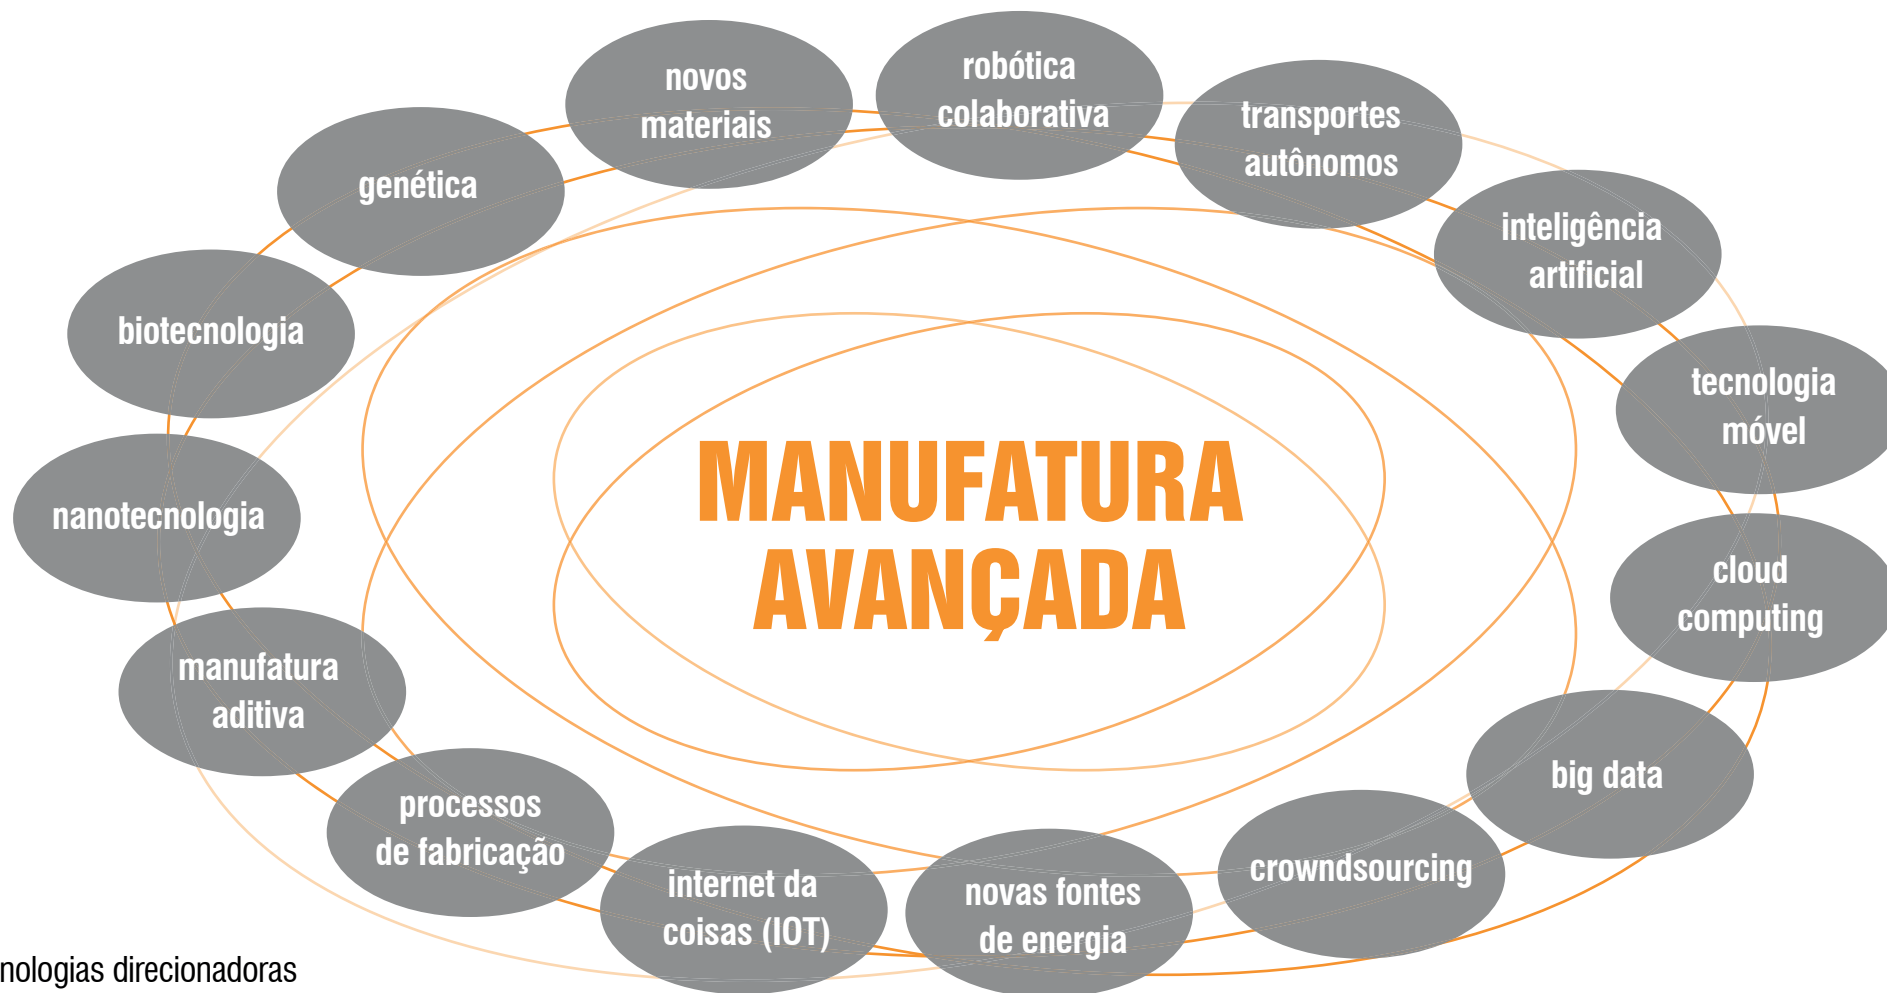 novos
materiais
robótica
colaborativa
transportes
autônomos
genética
inteligência
artificial
biotecnologia
tecnologia
móvel
MANUFATURA
AVANÇADA
nanotecnologia
cloud
computing
manufatura
aditiva
big data
processos
de fabricação
crowndsourcing
internet da
coisas (IOT)
novas fontes
de energia
nologias direcionadoras